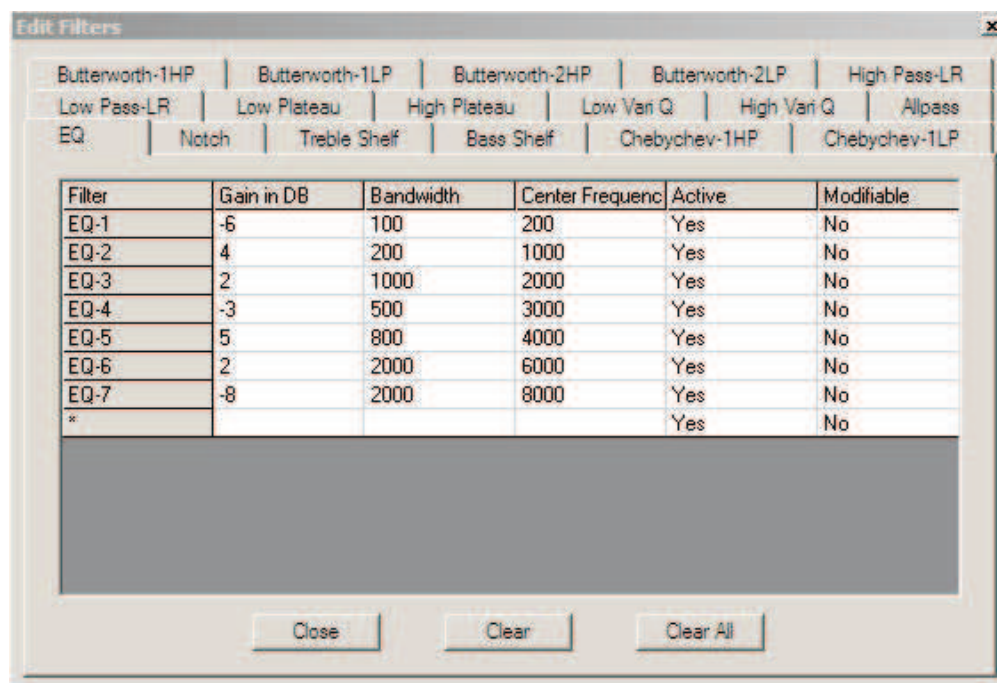 Edit Filters
Butterworth-1HP Butterworth-1LP Butterworth-2HP Butterworth-2LP High Pass-LR
Low Pass-LR Low Plateau High Plateau Low Vari Q High Vari Q Allpass
EQ Notch Treble Shelf Bass Shelf Chebychev-1HP Chebychev-1LP
Filter Gain in DB Bandwidth Center Frequenc Active Modifiable
EQ-1 -6 100 200 Yes No
EQ-2 4 200 1000 Yes No
EQ-3 2 1000 2000 Yes No
EQ-4 -3 500 3000 Yes No
EQ-5 5 800 4000 Yes No
EQ-6 2 2000 6000 Yes No
EQ-7 -8 2000 8000 Yes No
* Yes No
Close Clear Clear All